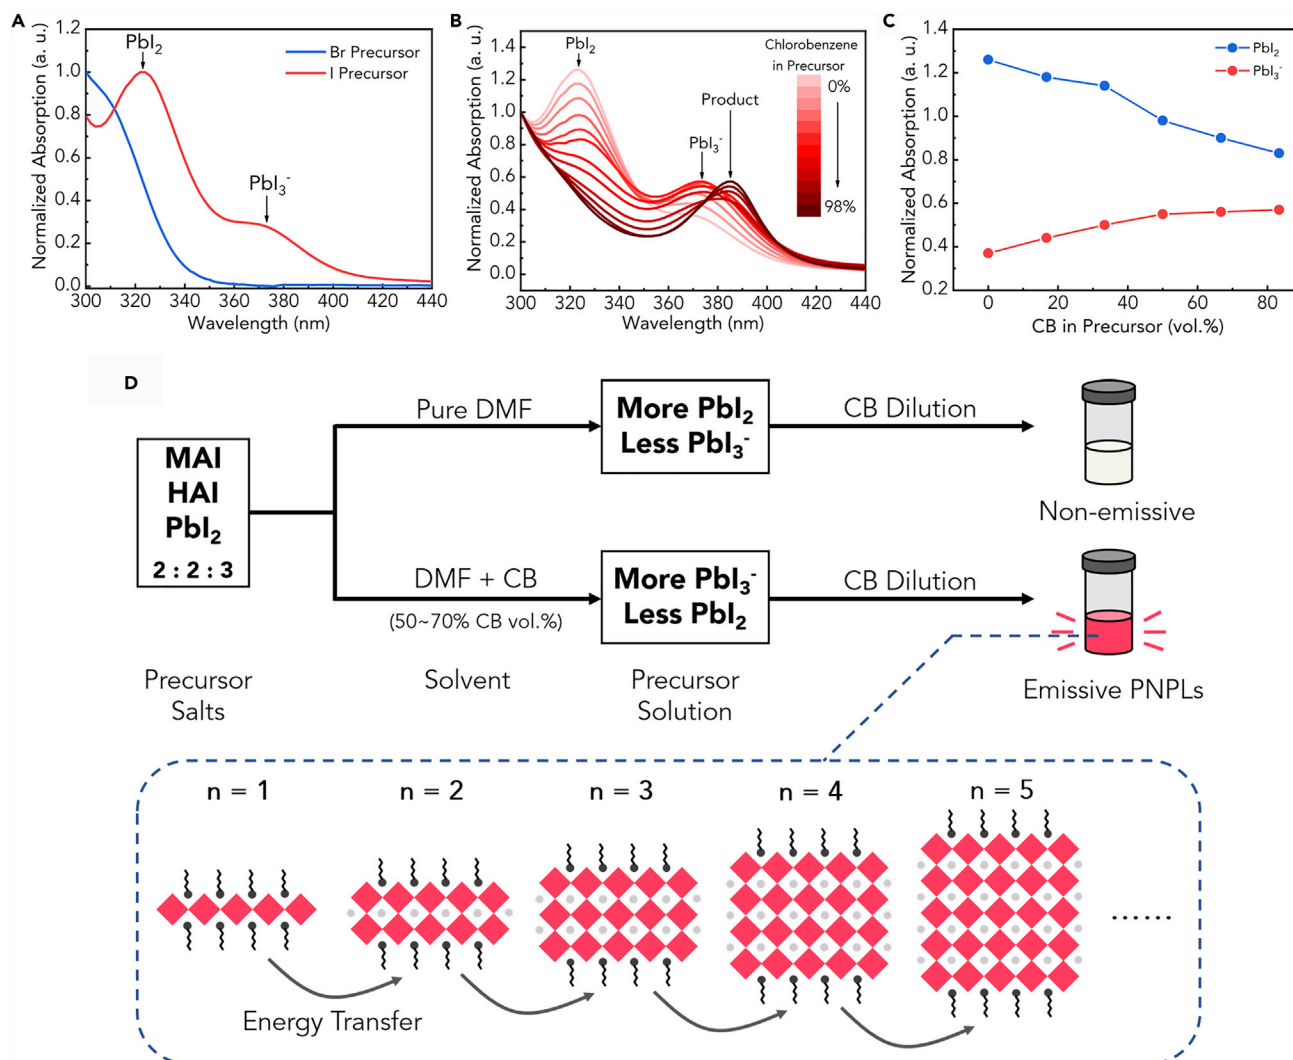 A
Normalized Absorption (a. u.)
1.2
1.0
0.8
0.6
0.4
0.2
0.0
PbI₂
PbI₃⁻
Br Precursor
I Precursor
300 320 340 360 380 400 420 440
Wavelength (nm)
B
Normalized Absorption (a. u.)
1.4
1.2
1.0
0.8
0.6
0.4
0.2
0.0
PbI₂
PbI₃⁻
Product
Chlorobenzene
in Precursor
0%
98%
300 320 340 360 380 400 420 440
Wavelength (nm)
C
Normalized Absorption (a. u.)
1.4
1.2
1.0
0.8
0.6
0.4
0.2
PbI₂
PbI₃⁻
0 20 40 60 80
CB in Precursor (vol.%)
D
MAI
HAI
PbI₂
2 : 2 : 3
Pure DMF
More PbI₂
Less PbI₃⁻
CB Dilution
Non-emissive
DMF + CB
(50~70% CB vol.%)
More PbI₃⁻
Less PbI₂
CB Dilution
Emissive PNPLs
Precursor
Salts
Solvent
Precursor
Solution
n = 1
n = 2
n = 3
n = 4
n = 5
......
Energy Transfer